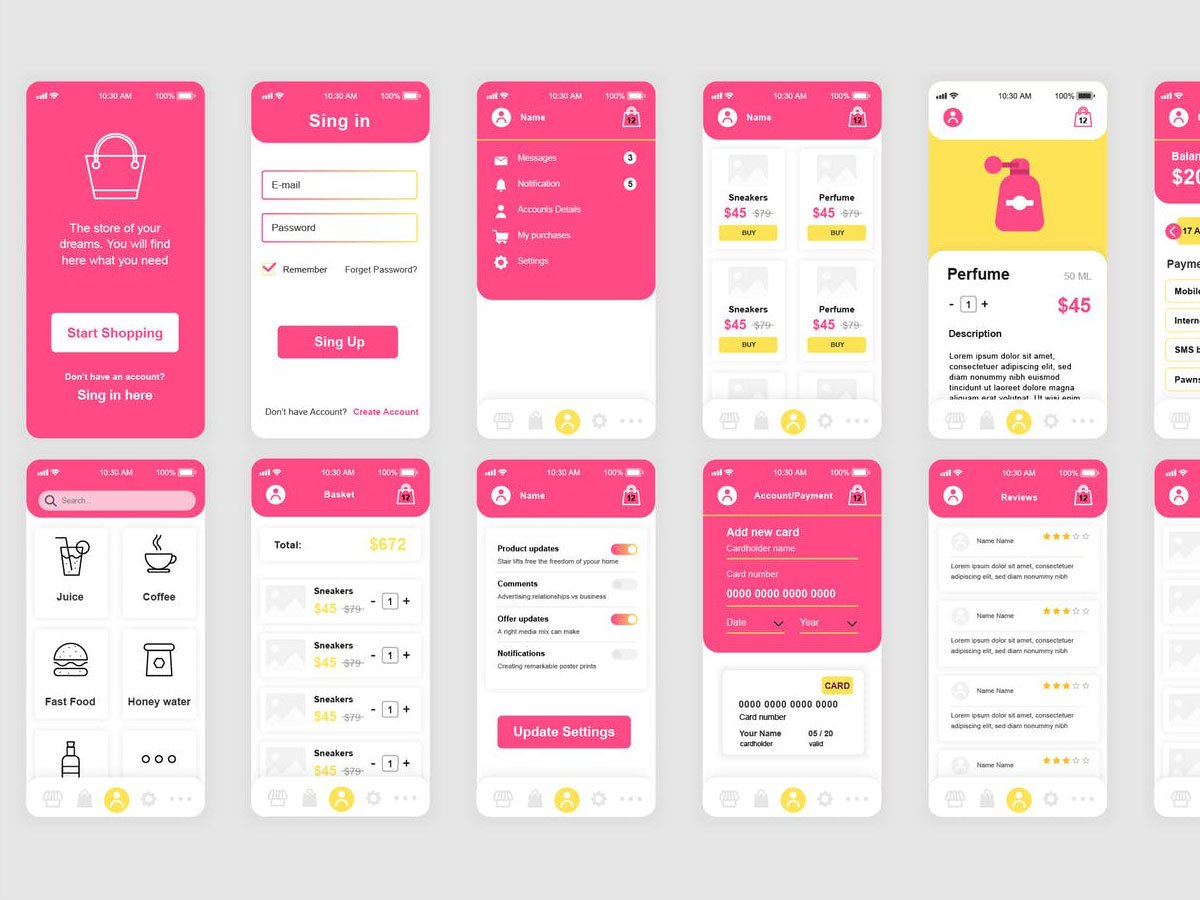 10:30 AM 100%
The store of your
dreams. You will find
here what you need
Start Shopping
Don't have an account?
Sing in here
10:30 AM 100%
Sing in
E-mail
Password
Remember Forget Password?
Sing Up
Don't have Account? Create Account
10:30 AM 100%
Name 12
Messages 3
Notification 5
Accounts Details
My purchases
Settings
10:30 AM 100%
Name 12
Sneakers Perfume
$45 $79 $45 $79
BUY BUY
Sneakers Perfume
$45 $79 $45 $79
BUY BUY
10:30 AM 100%
12
Perfume 50 ML
- 1 + $45
Description
Lorem ipsum dolor sit amet,
consectetuer adipiscing elit, sed
diam nonummy nibh euismod
tincidunt ut laoreet dolore magna
aliquam erat volutpat. Ut wisi enim
Balan
$20
17 A
Payme
Mobile
Intern
SMS b
Pawns
10:30 AM 100%
Search...
Juice Coffee
Fast Food Honey water
10:30 AM 100%
Basket 12
Total: $672
Sneakers
$45 $79 - 1 +
Sneakers
$45 $79 - 1 +
Sneakers
$45 $79 - 1 +
Sneakers
$45 $79 - 1 +
10:30 AM 100%
Name 12
Product updates
Stair lifts free the freedom of ypour home
Comments
Advertising relationships vs business
Offer updates
A right media mix can make
Notifications
Creating remarkable poster prints
Update Settings
10:30 AM 100%
Account/Payment 12
Add new card
Cardholder name
Card number
0000 0000 0000 0000
Date Year
CARD
0000 0000 0000 0000
Card number
Your Name 05 / 20
cardholder valid
10:30 AM 100%
Reviews 12
Name Name
Lorem ipsum dolor sit amet, consectetuer
adipiscing elit, sed diam nonummy nibh
Name Name
Lorem ipsum dolor sit amet, consectetuer
adipiscing elit, sed diam nonummy nibh
Name Name
Lorem ipsum dolor sit amet, consectetuer
adipiscing elit, sed diam nonummy nibh
Name Name